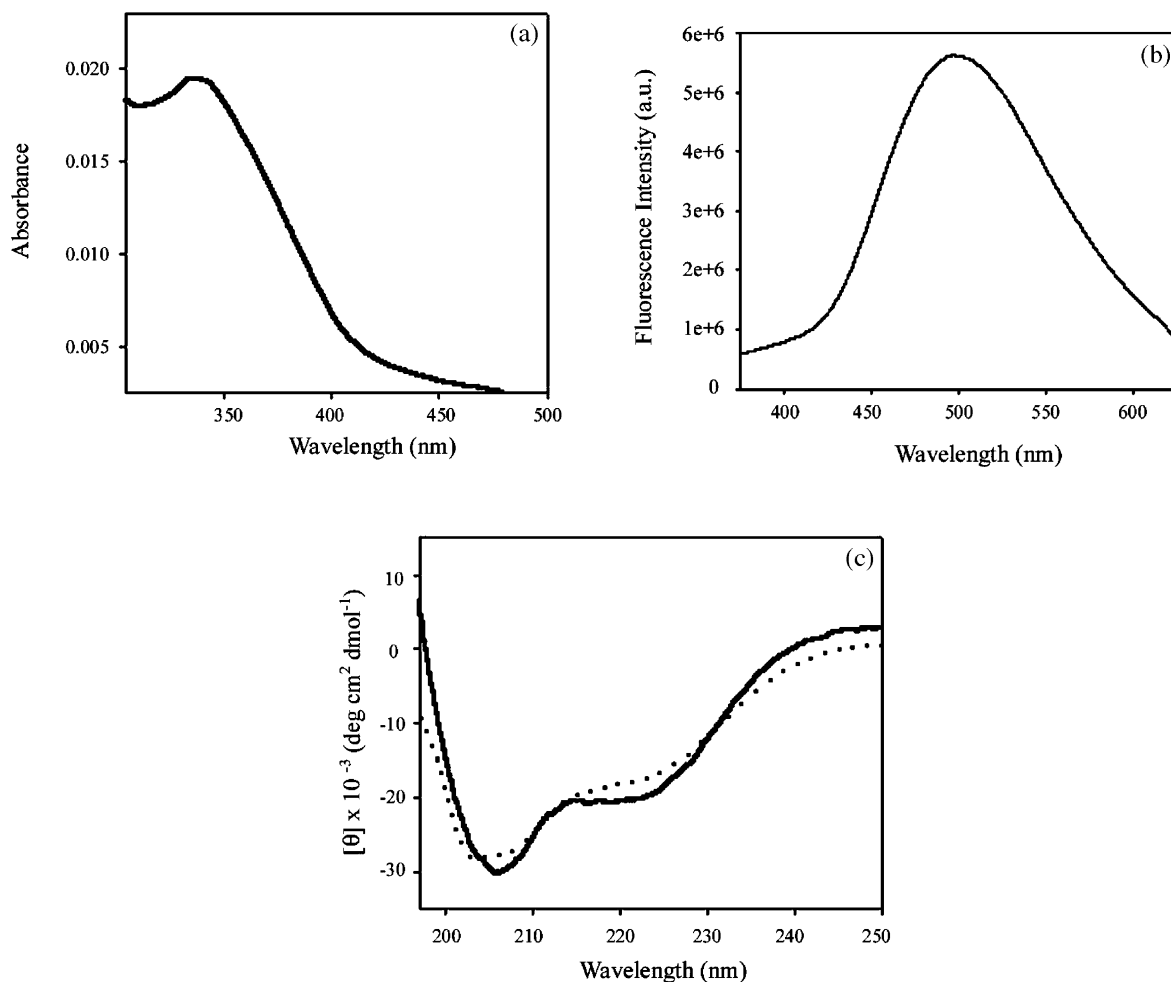 (a)
0.020
0.015
0.010
0.005
Absorbance
350
400
450
500
Wavelength (nm)
(b)
6e+6
5e+6
4e+6
3e+6
2e+6
1e+6
0
Fluorescence Intensity (a.u.)
400
450
500
550
600
Wavelength (nm)
(c)
10
0
-10
-20
-30
[θ] x 10⁻³ (deg cm² dmol⁻¹)
200
210
220
230
240
250
Wavelength (nm)